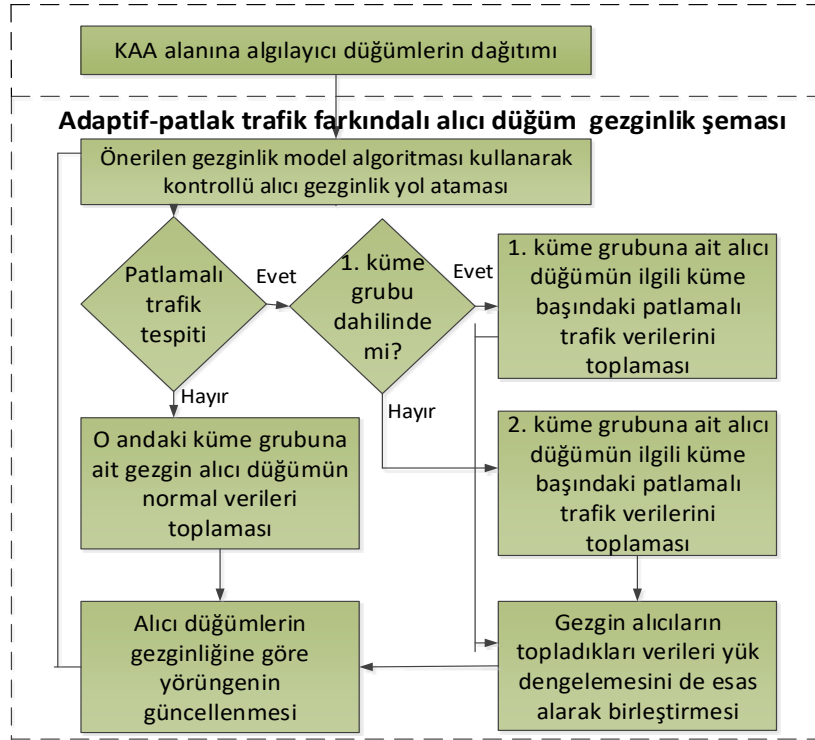 KAA alanına algılayıcı düğümlerin dağıtımı
Adaptif-patlak trafik farkındalı alıcı düğüm gezginlik şeması
Önerilen gezginlik model algoritması kullanarak
kontrollü alıcı gezginlik yol ataması
Patlamalı
trafik
tespiti
Evet
1. küme
grubu
dahilinde
mi?
Evet
1. küme grubuna ait alıcı
düğümün ilgili küme
başındaki patlamalı
trafik verilerini
toplaması
Hayır
Hayır
O andaki küme grubuna
ait gezgin alıcı düğümün
normal verileri
toplaması
2. küme grubuna ait alıcı
düğümün ilgili küme
başındaki patlamalı
trafik verilerini
toplaması
Alıcı düğümlerin
gezginliğine göre
yörüngenin
güncellenmesi
Gezgin alıcıların
topladıkları verileri yük
dengelemesini de esas
alarak birleştirmesi